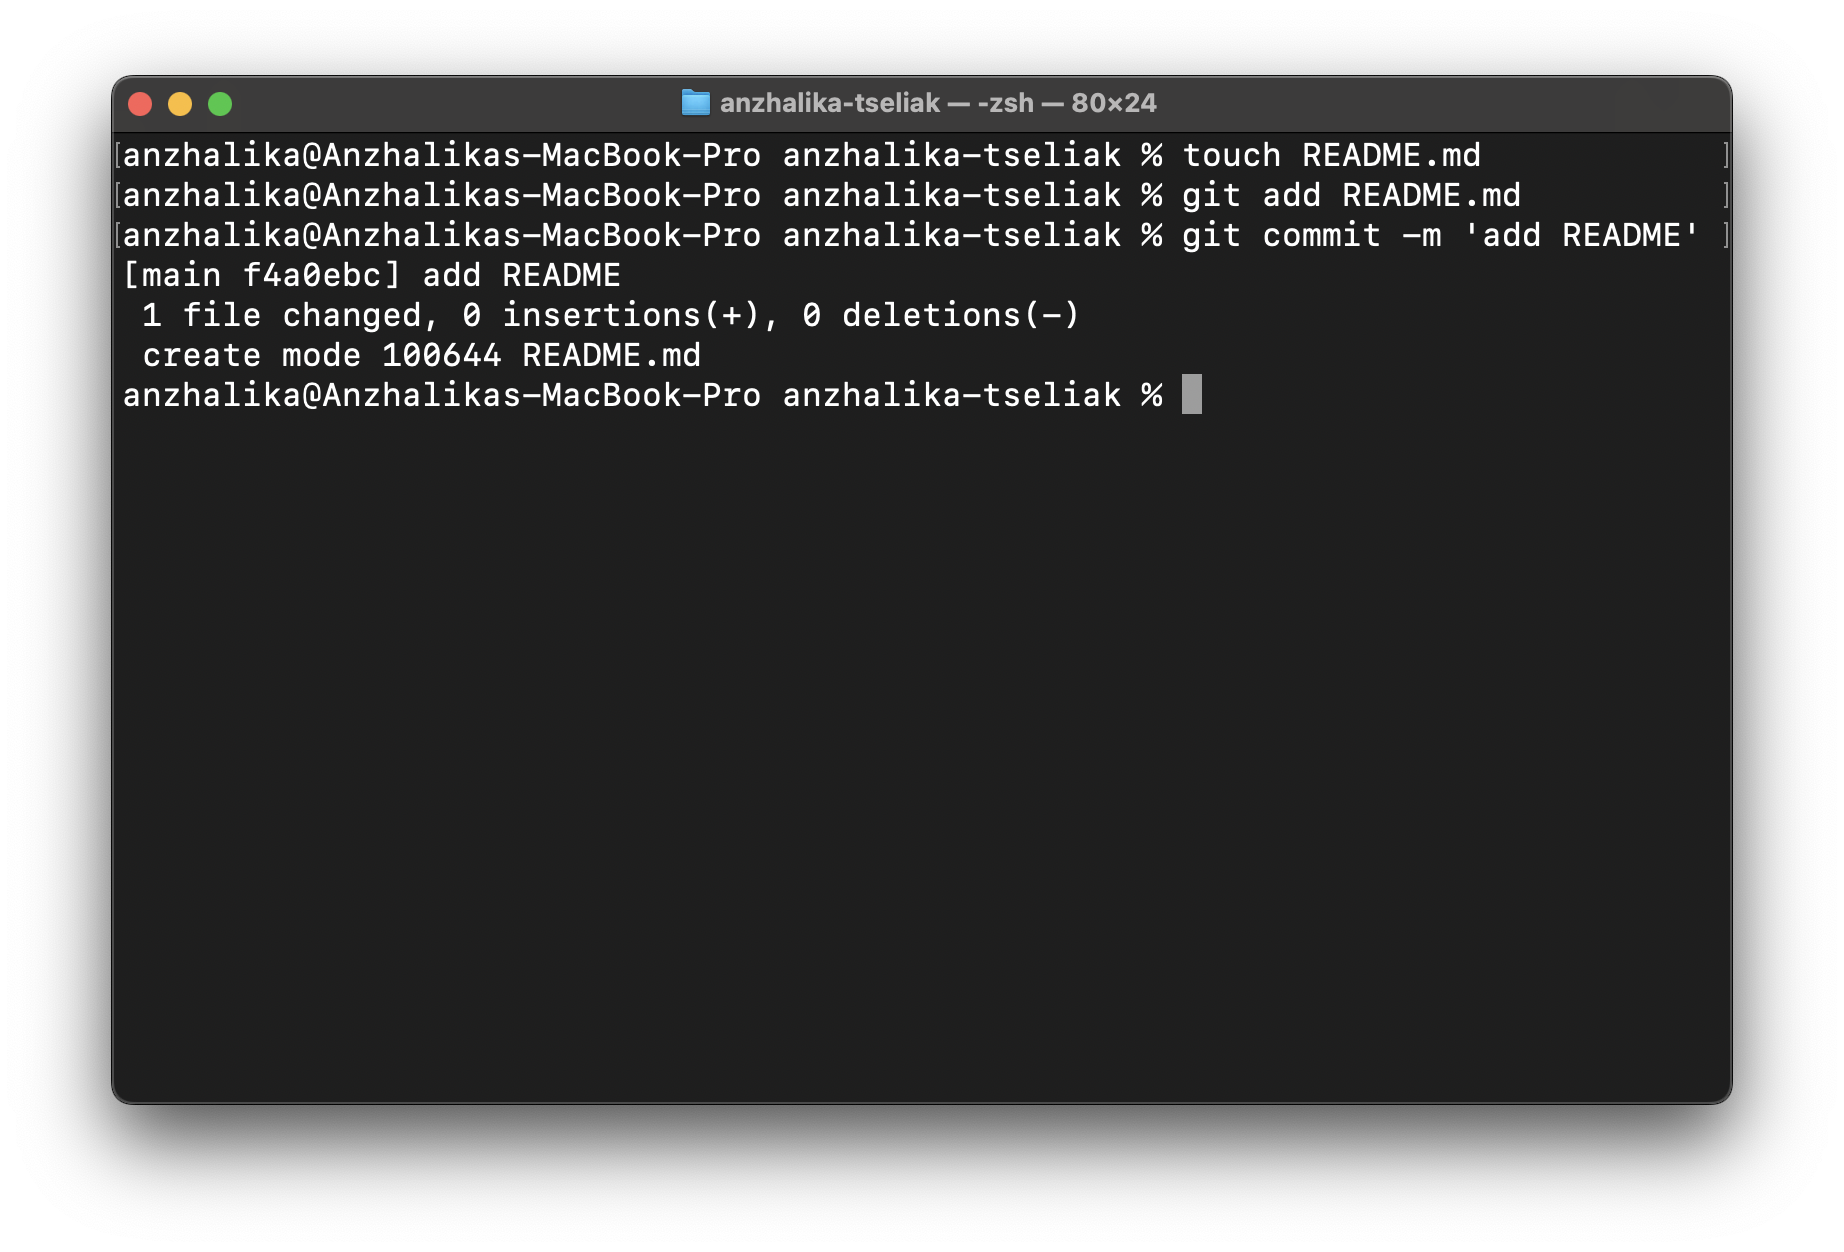 anzhalika-tseliak — -zsh — 80×24
[anzhalika@Anzhalikas-MacBook-Pro anzhalika-tseliak % touch README.md ]
[anzhalika@Anzhalikas-MacBook-Pro anzhalika-tseliak % git add README.md ]
[anzhalika@Anzhalikas-MacBook-Pro anzhalika-tseliak % git commit -m 'add README' ]
[main f4a0ebc] add README
 1 file changed, 0 insertions(+), 0 deletions(-)
 create mode 100644 README.md
anzhalika@Anzhalikas-MacBook-Pro anzhalika-tseliak %